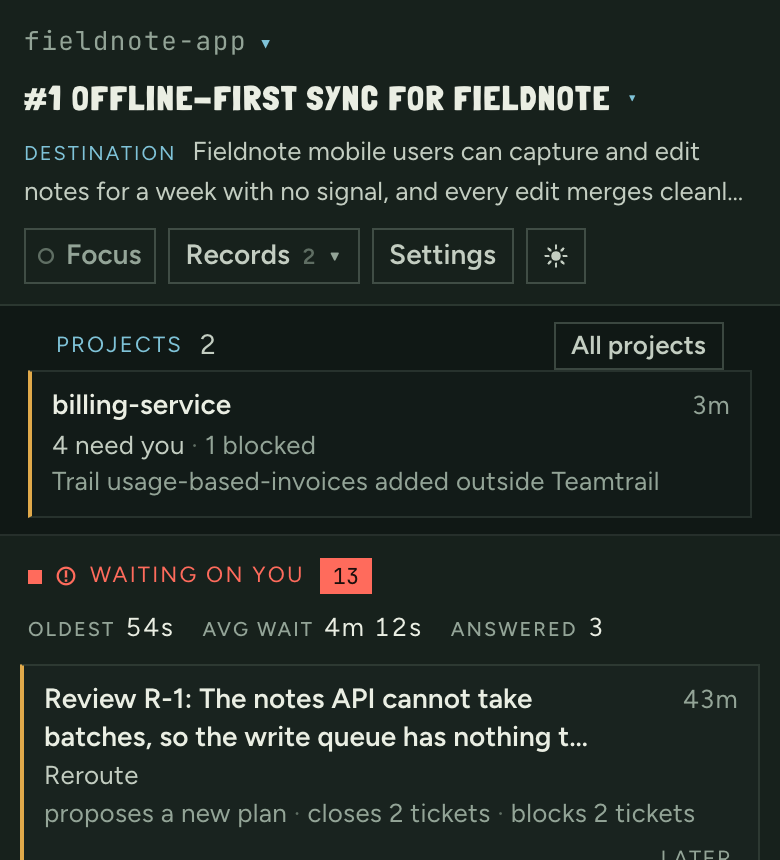 fieldnote-app ▾
#1 OFFLINE-FIRST SYNC FOR FIELDNOTE ▾
DESTINATION Fieldnote mobile users can capture and edit
notes for a week with no signal, and every edit merges cleanl...
Focus
Records 2 ▾
Settings
PROJECTS 2
All projects
billing-service 3m
4 need you · 1 blocked
Trail usage-based-invoices added outside Teamtrail
WAITING ON YOU 13
OLDEST 54s AVG WAIT 4m 12s ANSWERED 3
Review R-1: The notes API cannot take 43m
batches, so the write queue has nothing t...
Reroute
proposes a new plan · closes 2 tickets · blocks 2 tickets
LATER